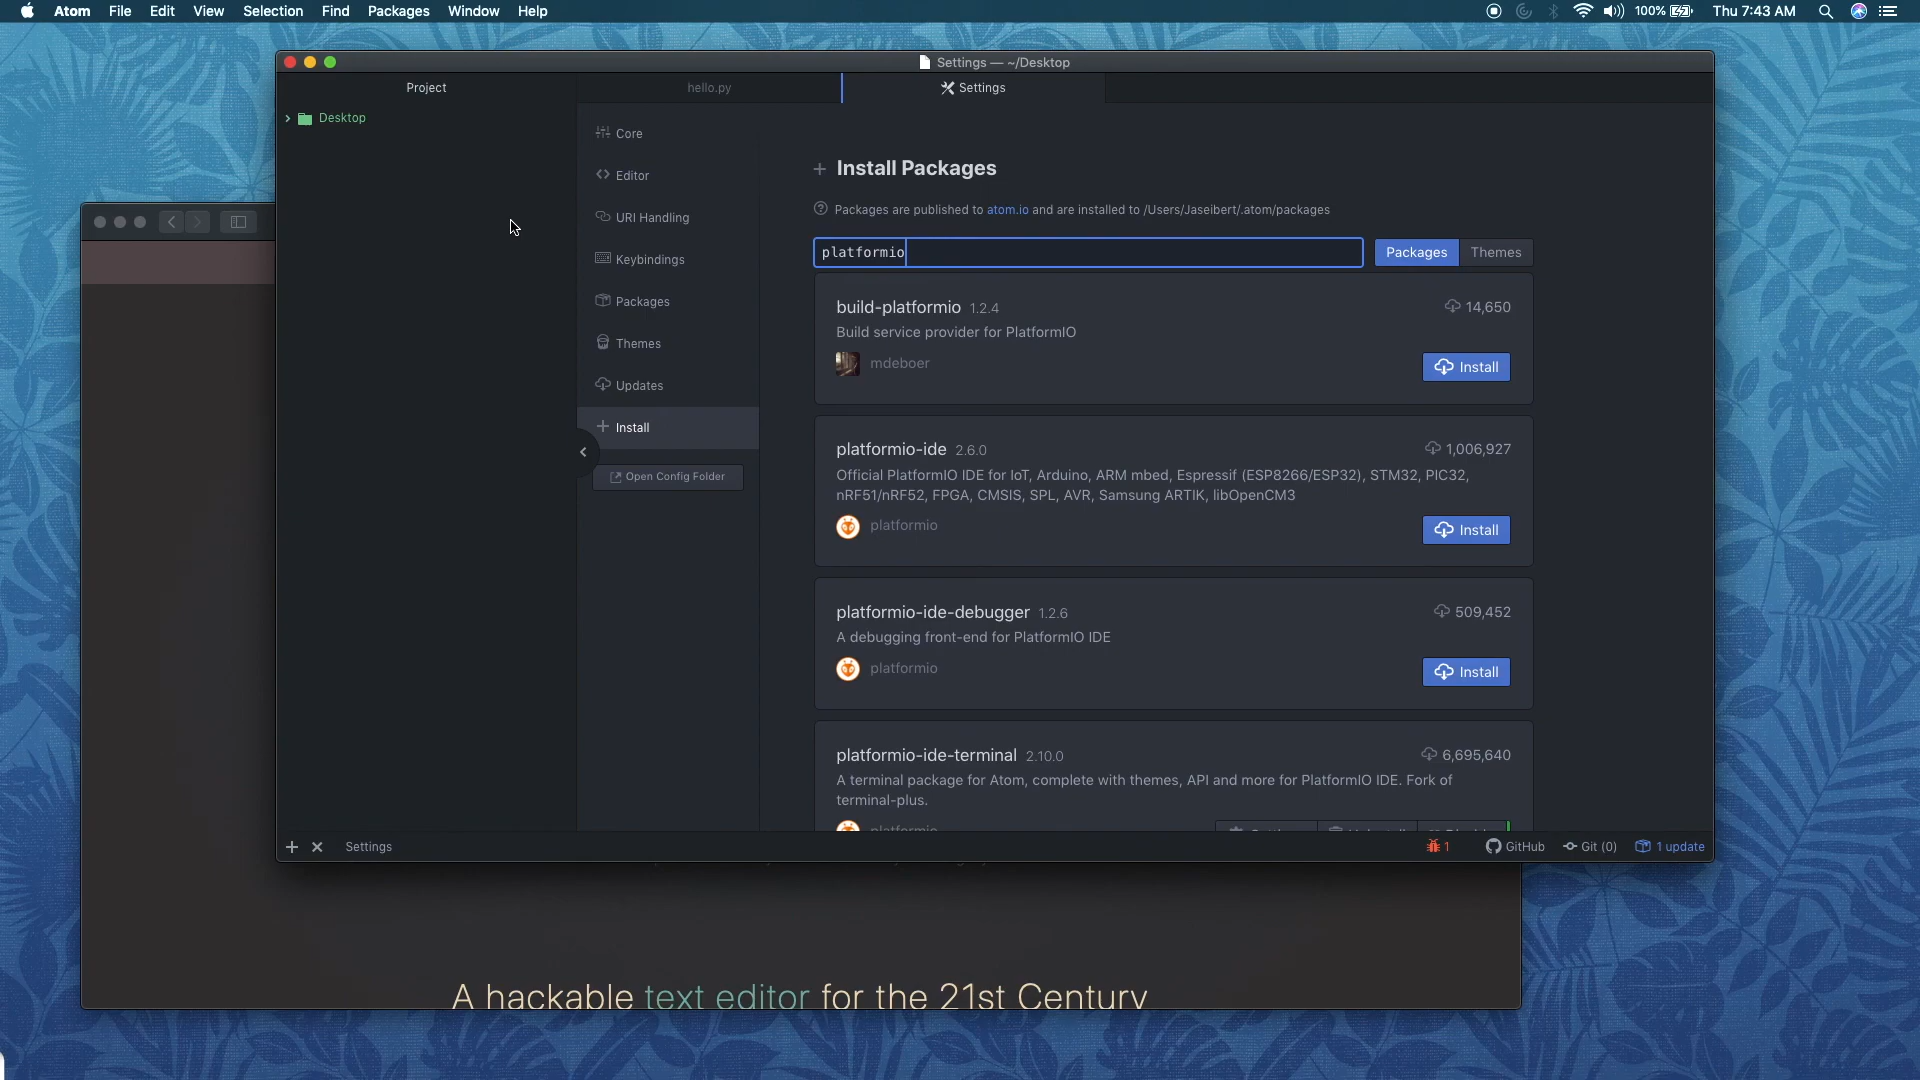 Atom File Edit View Selection Find Packages Window Help
100% Thu 7:43 AM
Settings — ~/Desktop
Project
hello.py
Settings
Desktop
Core
Editor
URI Handling
Keybindings
Packages
Themes
Updates
Install
Open Config Folder
Install Packages
Packages are published to atom.io and are installed to /Users/Jaseibert/.atom/packages
platformio
Packages Themes
build-platformio 1.2.4 14,650
Build service provider for PlatformIO
mdeboer
Install
platformio-ide 2.6.0 1,006,927
Official PlatformIO IDE for IoT, Arduino, ARM mbed, Espressif (ESP8266/ESP32), STM32, PIC32,
nRF51/nRF52, FPGA, CMSIS, SPL, AVR, Samsung ARTIK, libOpenCM3
platformio
Install
platformio-ide-debugger 1.2.6 509,452
A debugging front-end for PlatformIO IDE
platformio
Install
platformio-ide-terminal 2.10.0 6,695,640
A terminal package for Atom, complete with themes, API and more for PlatformIO IDE. Fork of
terminal-plus.
platformio
Settings
1 GitHub Git (0) 1 update
A hackable text editor for the 21st Century